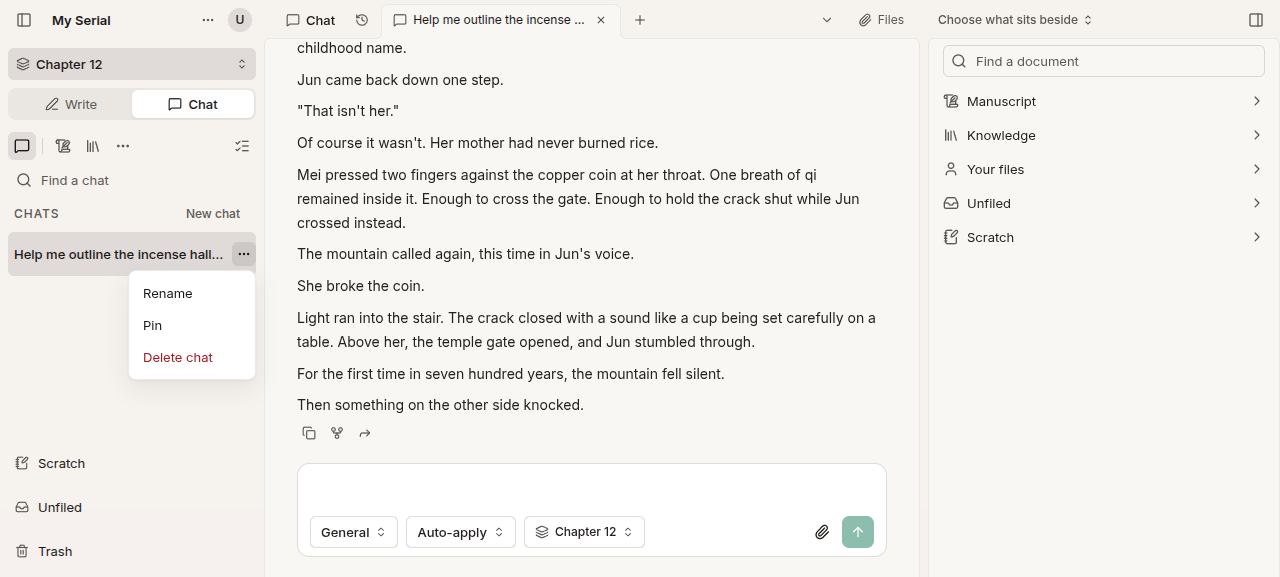 My Serial
U
Chapter 12
Write
Chat
Find a chat
CHATS
New chat
Help me outline the incense hall...
Rename
Pin
Delete chat
Scratch
Unfiled
Trash
Chat
Help me outline the incense ...
Files
childhood name.
Jun came back down one step.
"That isn't her."
Of course it wasn't. Her mother had never burned rice.
Mei pressed two fingers against the copper coin at her throat. One breath of qi
remained inside it. Enough to cross the gate. Enough to hold the crack shut while Jun
crossed instead.
The mountain called again, this time in Jun's voice.
She broke the coin.
Light ran into the stair. The crack closed with a sound like a cup being set carefully on a
table. Above her, the temple gate opened, and Jun stumbled through.
For the first time in seven hundred years, the mountain fell silent.
Then something on the other side knocked.
General
Auto-apply
Chapter 12
Choose what sits beside
Find a document
Manuscript
Knowledge
Your files
Unfiled
Scratch